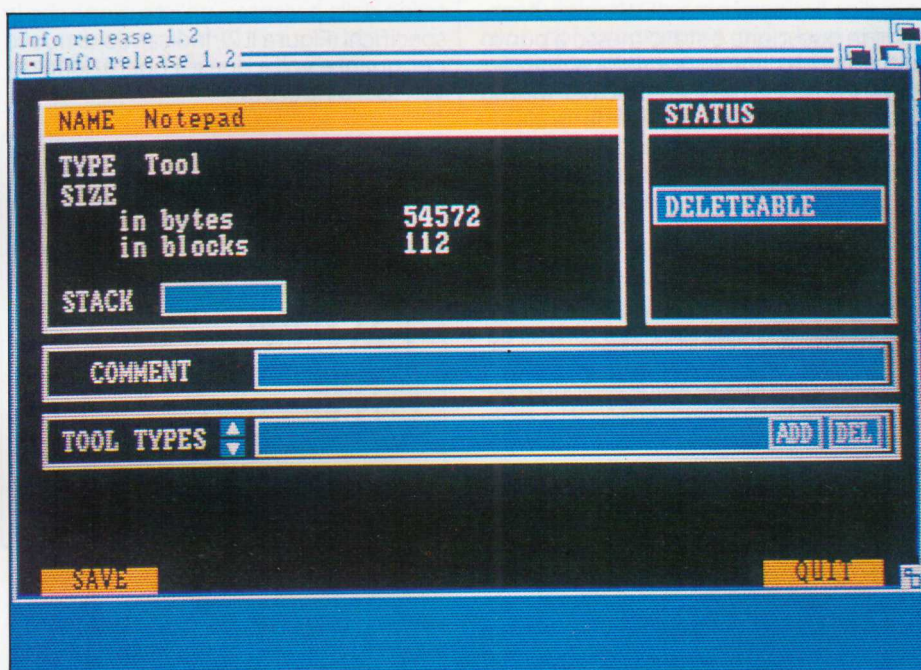 Info release 1.2
Info release 1.2
NAME Notepad
TYPE Tool
SIZE
in bytes 54572
in blocks 112
STACK
STATUS
DELETEABLE
COMMENT
TOOL TYPES ADD DEL
SAVE QUIT